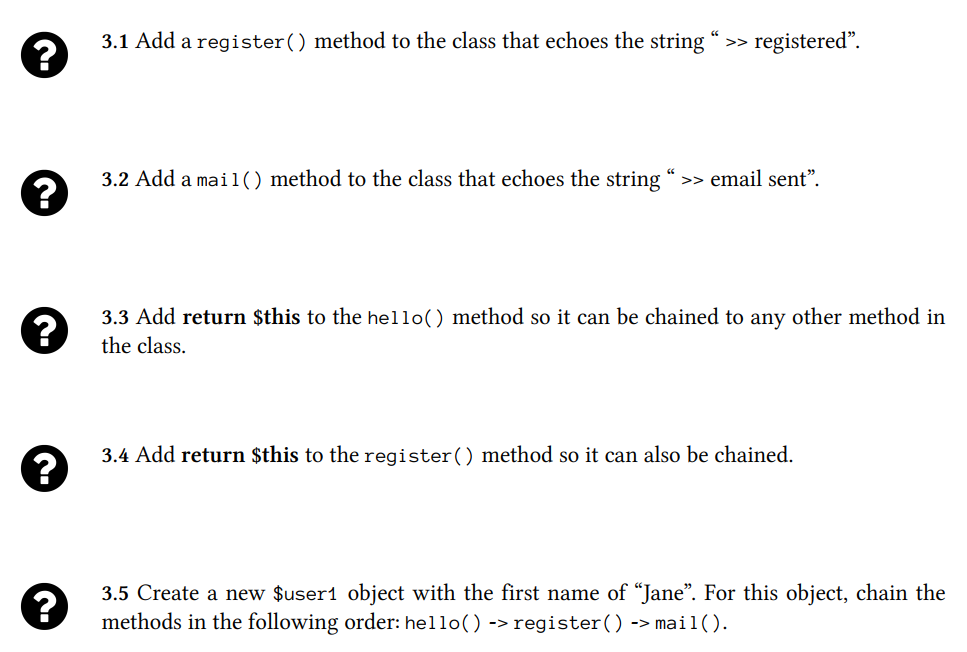 3.1 Add a register() method to the class that echoes the string “ >> registered”.
3.2 Add a mail() method to the class that echoes the string “ >> email sent”.
3.3 Add return $this to the hello() method so it can be chained to any other method in
the class.
3.4 Add return $this to the register() method so it can also be chained.
3.5 Create a new $user1 object with the first name of “Jane”. For this object, chain the
methods in the following order: hello() -> register() -> mail().